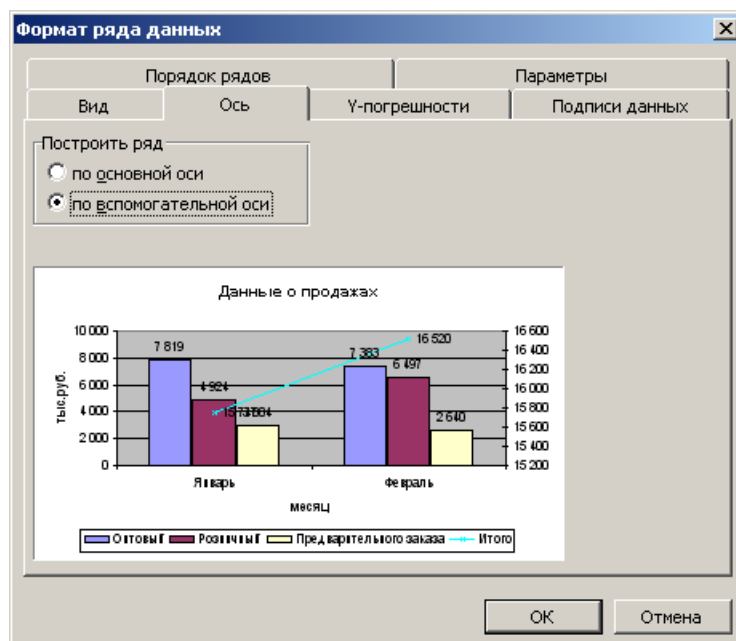 Формат ряда данных
Порядок рядов Параметры
Вид Ось Y-погрешности Подписи данных
Построить ряд
по основной оси
по вспомогательной оси
Данные о продажах
тыс.руб.
10 000
8 000
6 000
4 000
2 000
0
7 819
4 924
7 383
6 497
2 640
16 520
16 600
16 400
16 200
16 000
15 800
15 600
15 400
15 200
Январь Февраль
месяц
Оптовый Розничный Предварительного заказа Итого
ОК Отмена